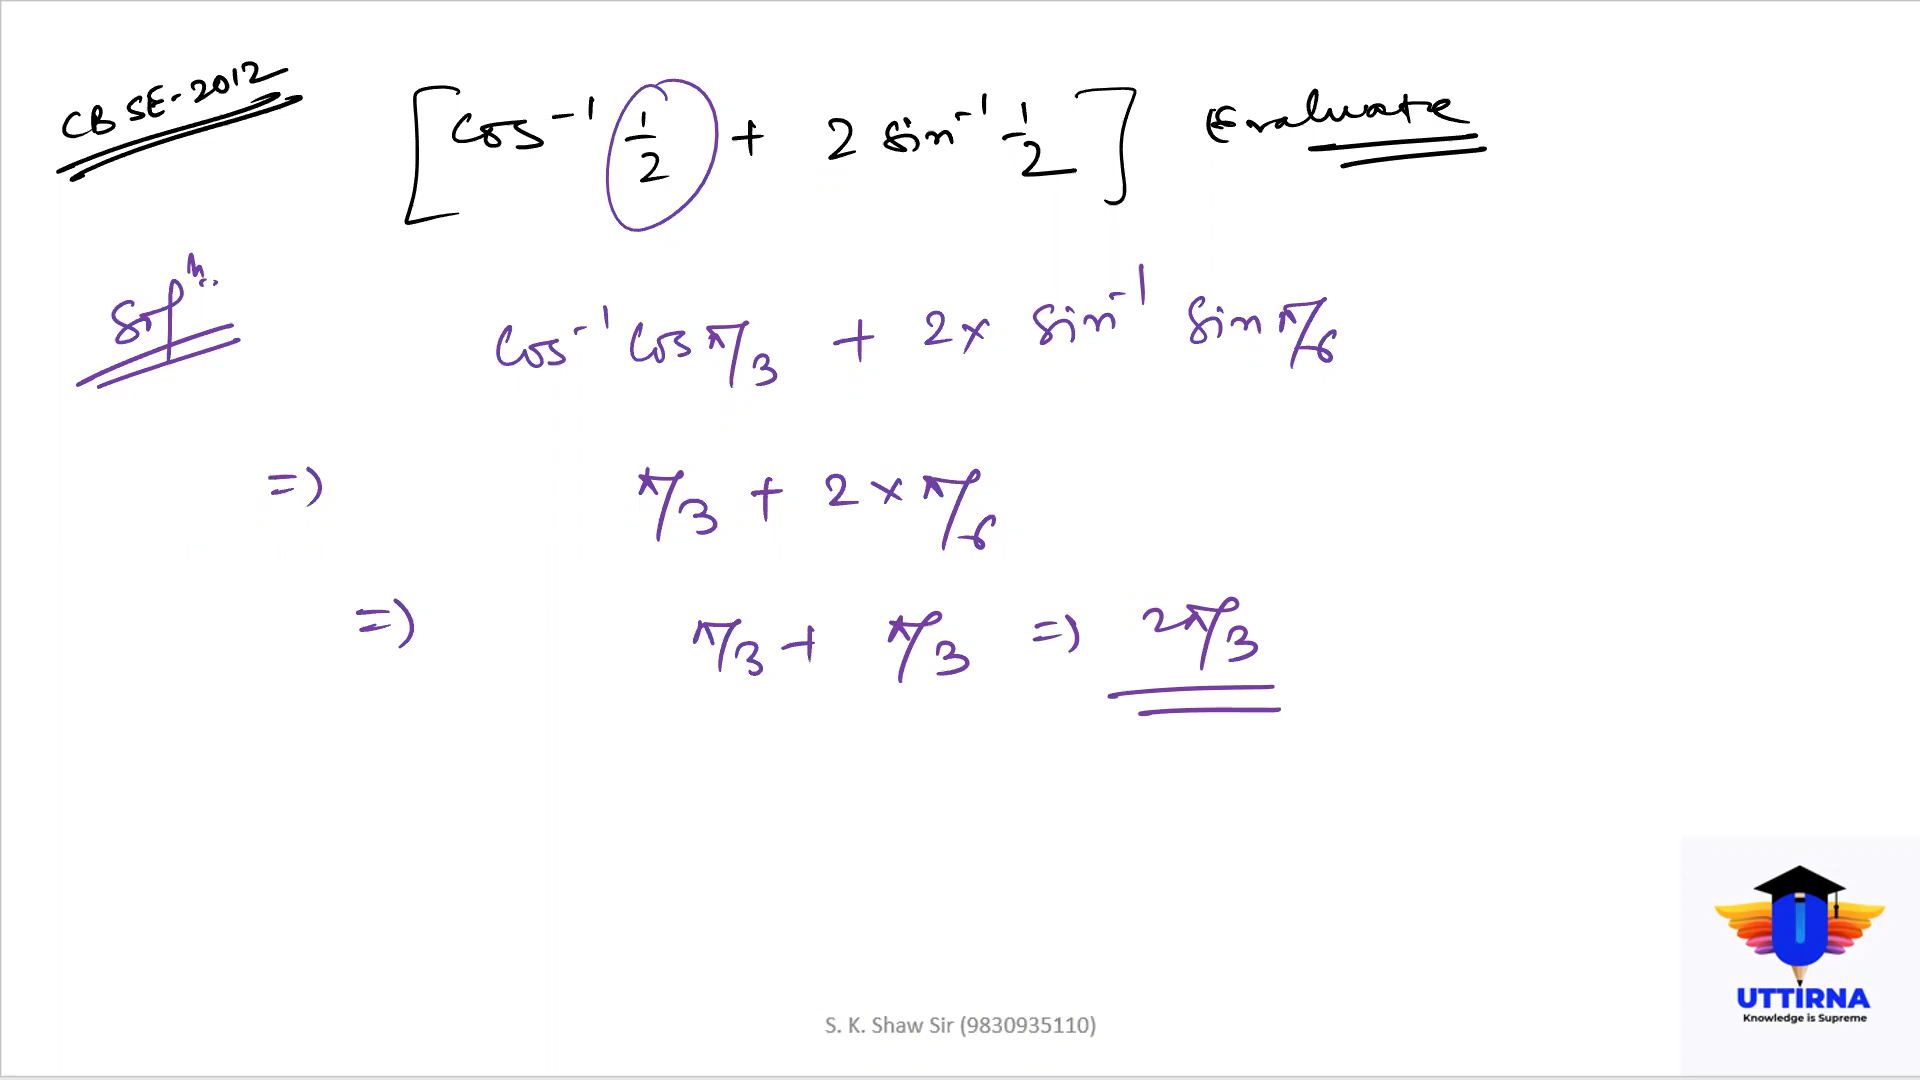 CBSE-2012
[cos⁻¹ 1/2 + 2 sin⁻¹ 1/2] Evaluate
Solⁿ.
cos⁻¹ cos π/3 + 2 × sin⁻¹ sin π/6
=) π/3 + 2 × π/6
=) π/3 + π/3 =) 2π/3
UTTIRNA
Knowledge is Supreme
S. K. Shaw Sir (9830935110)